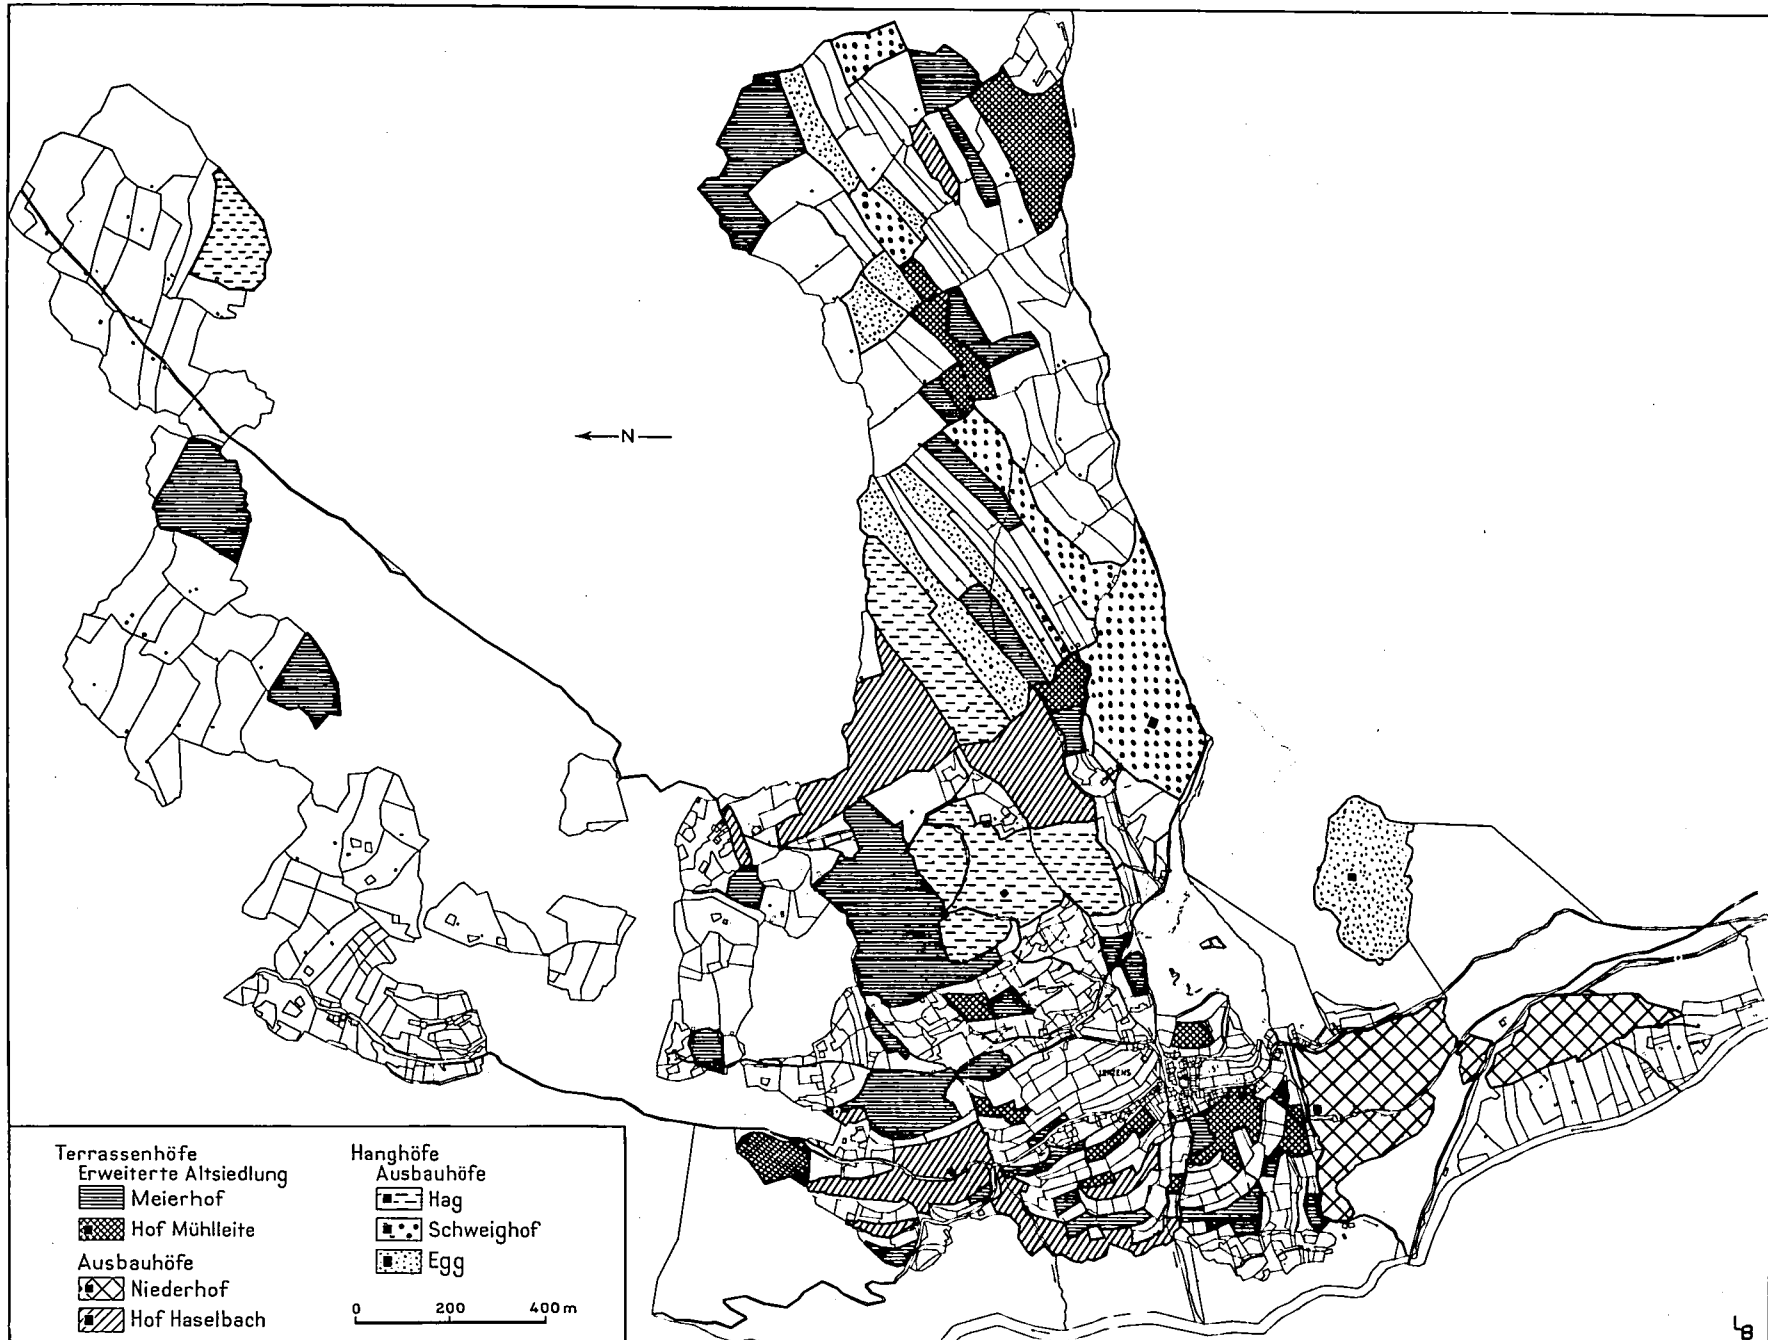 N
Terrassenhöfe
Erweiterte Altsiedlung
Meierhof
Hof Mühlleite
Ausbauhöfe
Niederhof
Hof Haselbach
Hanghöfe
Ausbauhöfe
Hag
Schweighof
Egg
0 200 400 m
LB